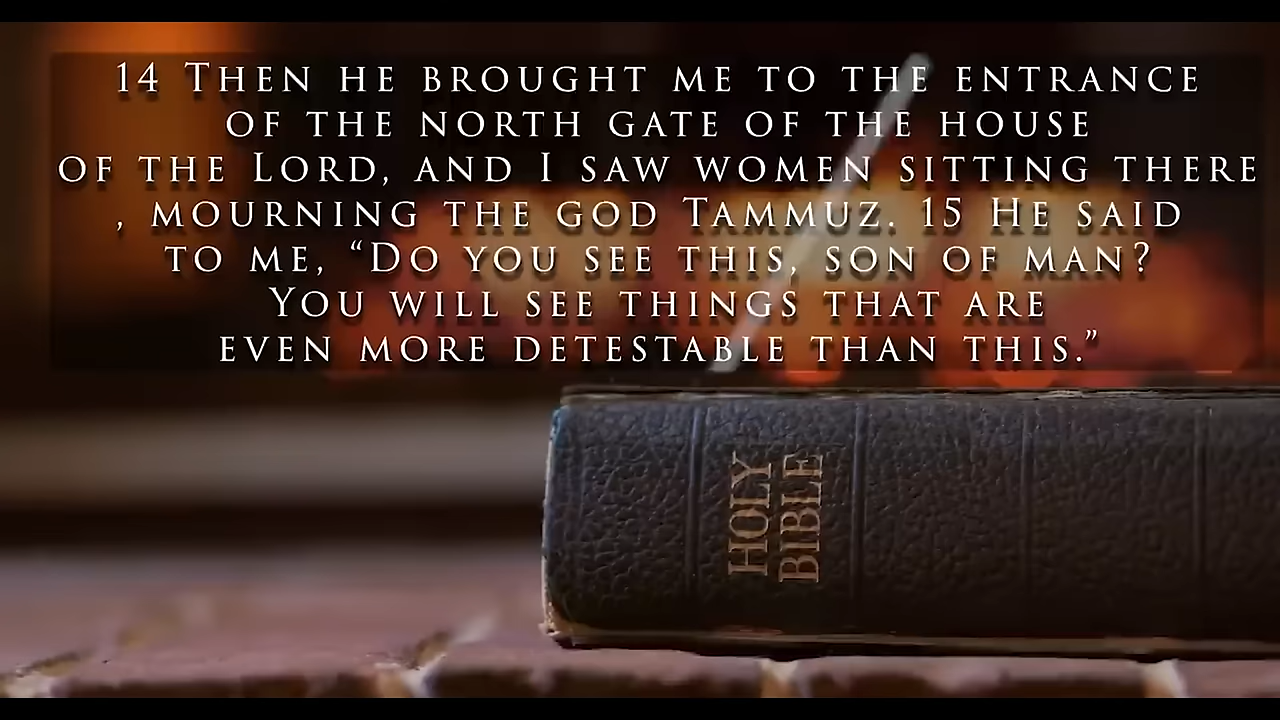 14 Then he brought me to the entrance
of the north gate of the house
of the Lord, and I saw women sitting there
, mourning the god Tammuz. 15 He said
to me, “Do you see this, son of man?
You will see things that are
even more detestable than this.”
HOLY
BIBLE